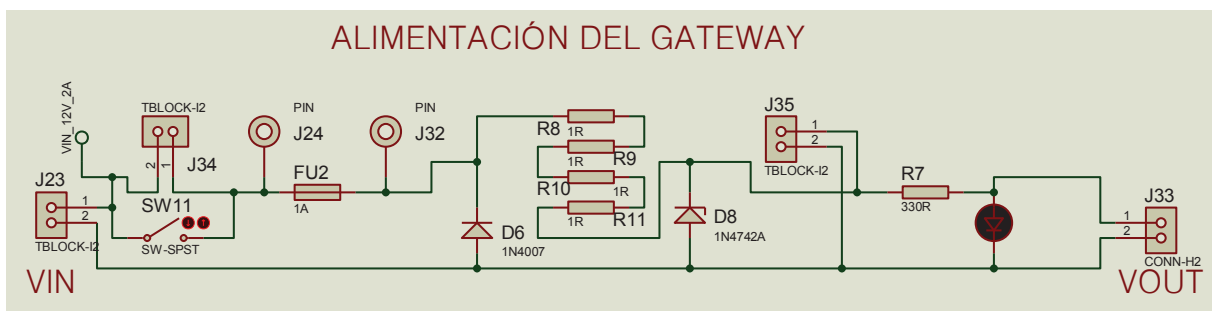 ALIMENTACIÓN DEL GATEWAY
VIN_12V_2A
TBLOCK-I2
2
1
J34
PIN
J24
PIN
J32
FU2
1A
J23
1
2
TBLOCK-I2
SW11
SW-SPST
R8
1R
R9
1R
R10
1R
R11
1R
D6
1N4007
D8
1N4742A
J35
1
2
TBLOCK-I2
R7
330R
J33
1
2
CONN-H2
VIN
VOUT